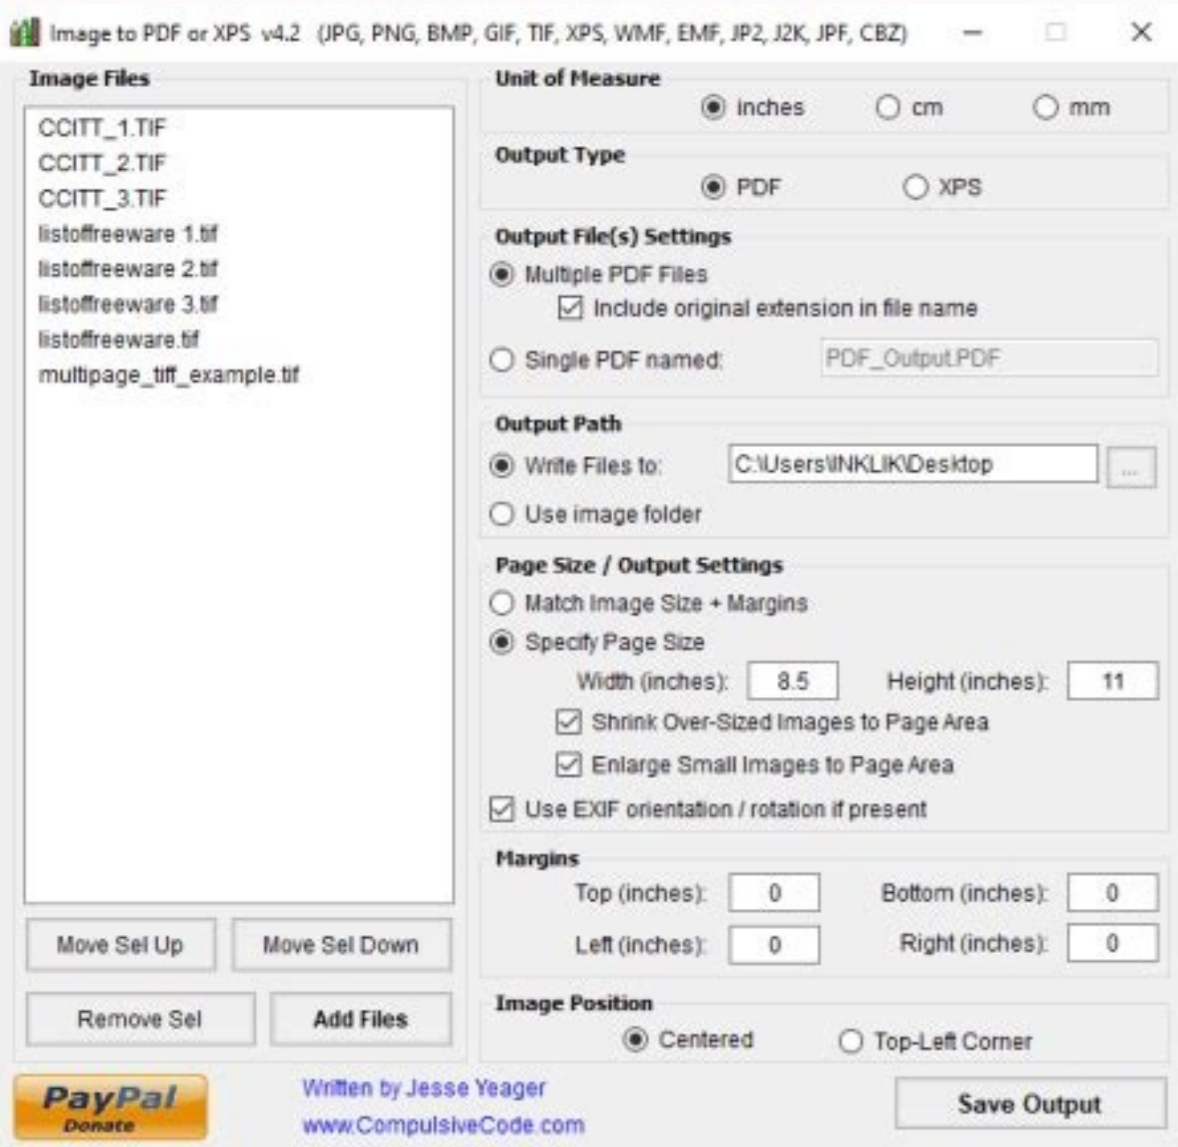 Image to PDF or XPS v4.2 (JPG, PNG, BMP, GIF, TIF, XPS, WMF, EMF, JP2, J2K, JPF, CBZ)
Image Files
CCITT_1.TIF
CCITT_2.TIF
CCITT_3.TIF
listoffreeware 1.tif
listoffreeware 2.tif
listoffreeware 3.tif
listoffreeware.tif
multipage_tiff_example.tif
Move Sel Up Move Sel Down
Remove Sel Add Files
PayPal
Donate
Written by Jesse Yeager
www.CompulsiveCode.com
Unit of Measure
inches cm mm
Output Type
PDF XPS
Output File(s) Settings
Multiple PDF Files
Include original extension in file name
Single PDF named: PDF_Output.PDF
Output Path
Write Files to: C:\Users\INKLIK\Desktop ...
Use image folder
Page Size / Output Settings
Match Image Size + Margins
Specify Page Size
Width (inches): 8.5 Height (inches): 11
Shrink Over-Sized Images to Page Area
Enlarge Small Images to Page Area
Use EXIF orientation / rotation if present
Margins
Top (inches): 0 Bottom (inches): 0
Left (inches): 0 Right (inches): 0
Image Position
Centered Top-Left Corner
Save Output